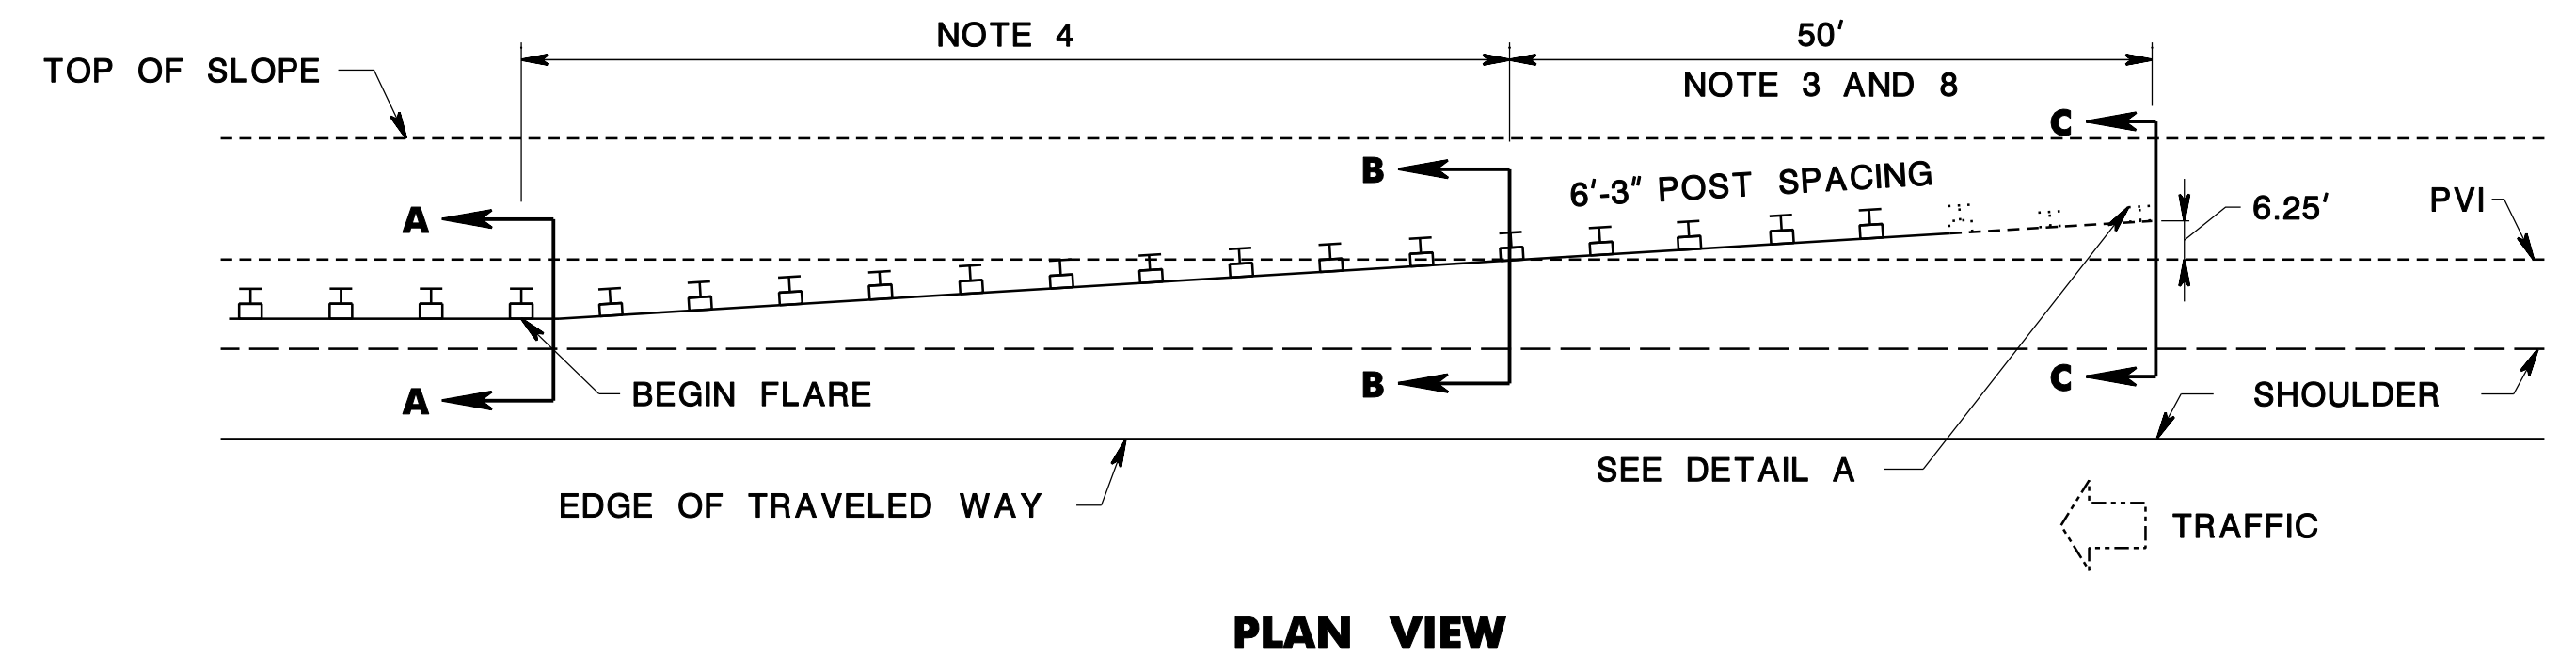 NOTE 4
50'
TOP OF SLOPE
NOTE 3 AND 8
C
B
6'-3" POST SPACING
PVI
6.25'
A
BEGIN FLARE
A
B
C
SHOULDER
SEE DETAIL A
EDGE OF TRAVELED WAY
TRAFFIC
PLAN VIEW